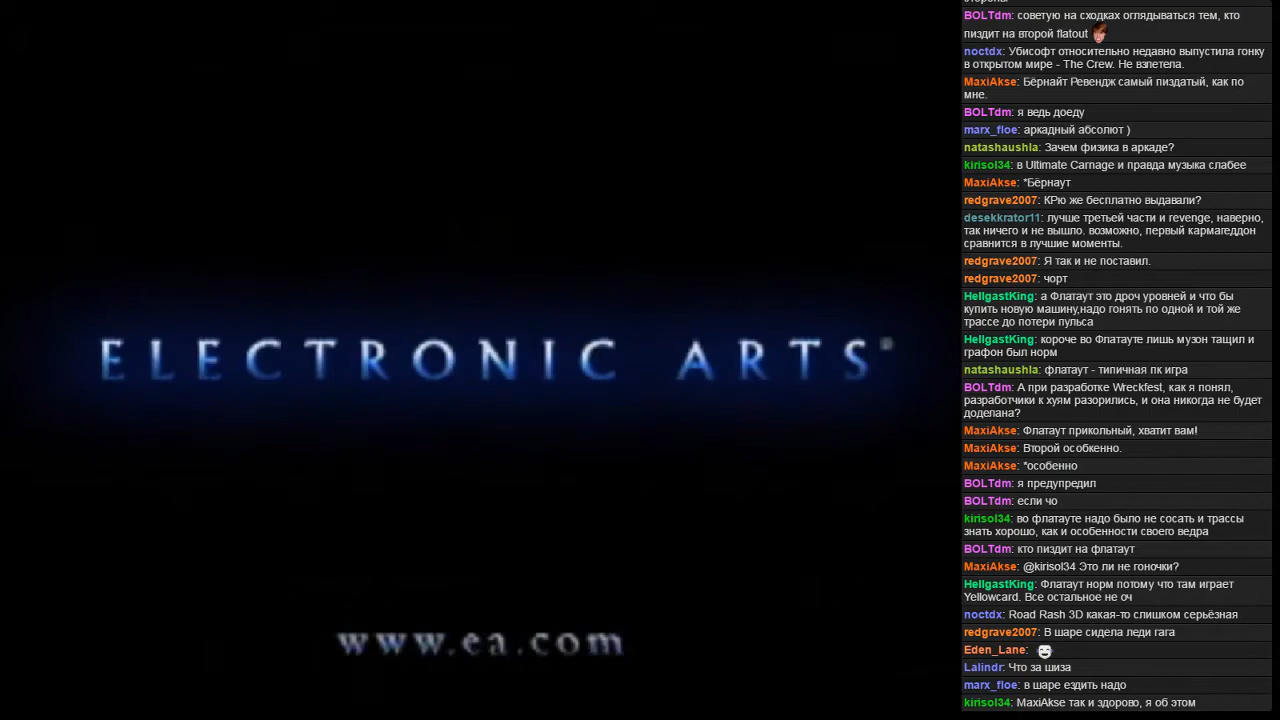 ELECTRONIC ARTS®
www.ea.com
BOLTdm: советую на сходках оглядываться тем, кто
пиздит на второй flatout
noctdx: Убисофт относительно недавно выпустила гонку
в открытом мире - The Crew. Не взлетела.
MaxiAkse: Бёрнайт Ревендж самый пиздатый, как по
мне.
BOLTdm: я ведь доеду
marx_floe: аркадный абсолют )
natashaushla: Зачем физика в аркаде?
kirisol34: в Ultimate Carnage и правда музыка слабее
MaxiAkse: *Бёрнаут
redgrave2007: КРю же бесплатно выдавали?
desekkrator11: лучше третьей части и revenge, наверно,
так ничего и не вышло. возможно, первый кармагеддон
сравнится в лучшие моменты.
redgrave2007: Я так и не поставил.
redgrave2007: чорт
HellgastKing: а Флатаут это дроч уровней и что бы
купить новую машину,надо гонять по одной и той же
трассе до потери пульса
HellgastKing: короче во Флатауте лишь музон тащил и
графон был норм
natashaushla: флатаут - типичная пк игра
BOLTdm: А при разработке Wreckfest, как я понял,
разработчики к хуям разорились, и она никогда не будет
доделана?
MaxiAkse: Флатаут прикольный, хватит вам!
MaxiAkse: Второй особкенно.
MaxiAkse: *особенно
BOLTdm: я предупредил
BOLTdm: если чо
kirisol34: во флатауте надо было не сосать и трассы
знать хорошо, как и особенности своего ведра
BOLTdm: кто пиздит на флатаут
MaxiAkse: @kirisol34 Это ли не гоночки?
HellgastKing: Флатаут норм потому что там играет
Yellowcard. Все остальное не оч
noctdx: Road Rash 3D какая-то слишком серьёзная
redgrave2007: В шаре сидела леди гага
Eden_Lane:
Lalindr: Что за шиза
marx_floe: в шаре ездить надо
kirisol34: MaxiAkse так и здорово, я об этом